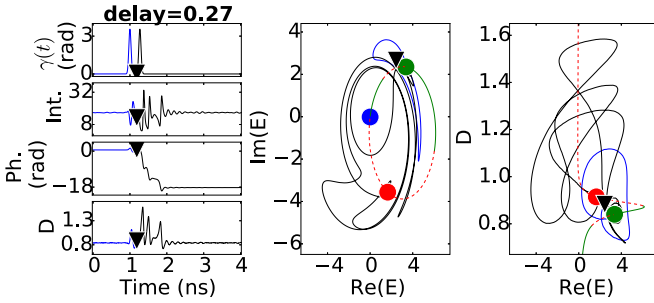 delay=0.27
γ(t)
(rad)
3
0
Int.
32
8
Ph.
(rad)
0
−18
D
1.3
0.8
0 1 2 3 4
Time (ns)
Im(E)
4
2
0
−2
−4
−6
−4 0 4
Re(E)
D
1.6
1.4
1.2
1.0
0.8
−4 0 4
Re(E)